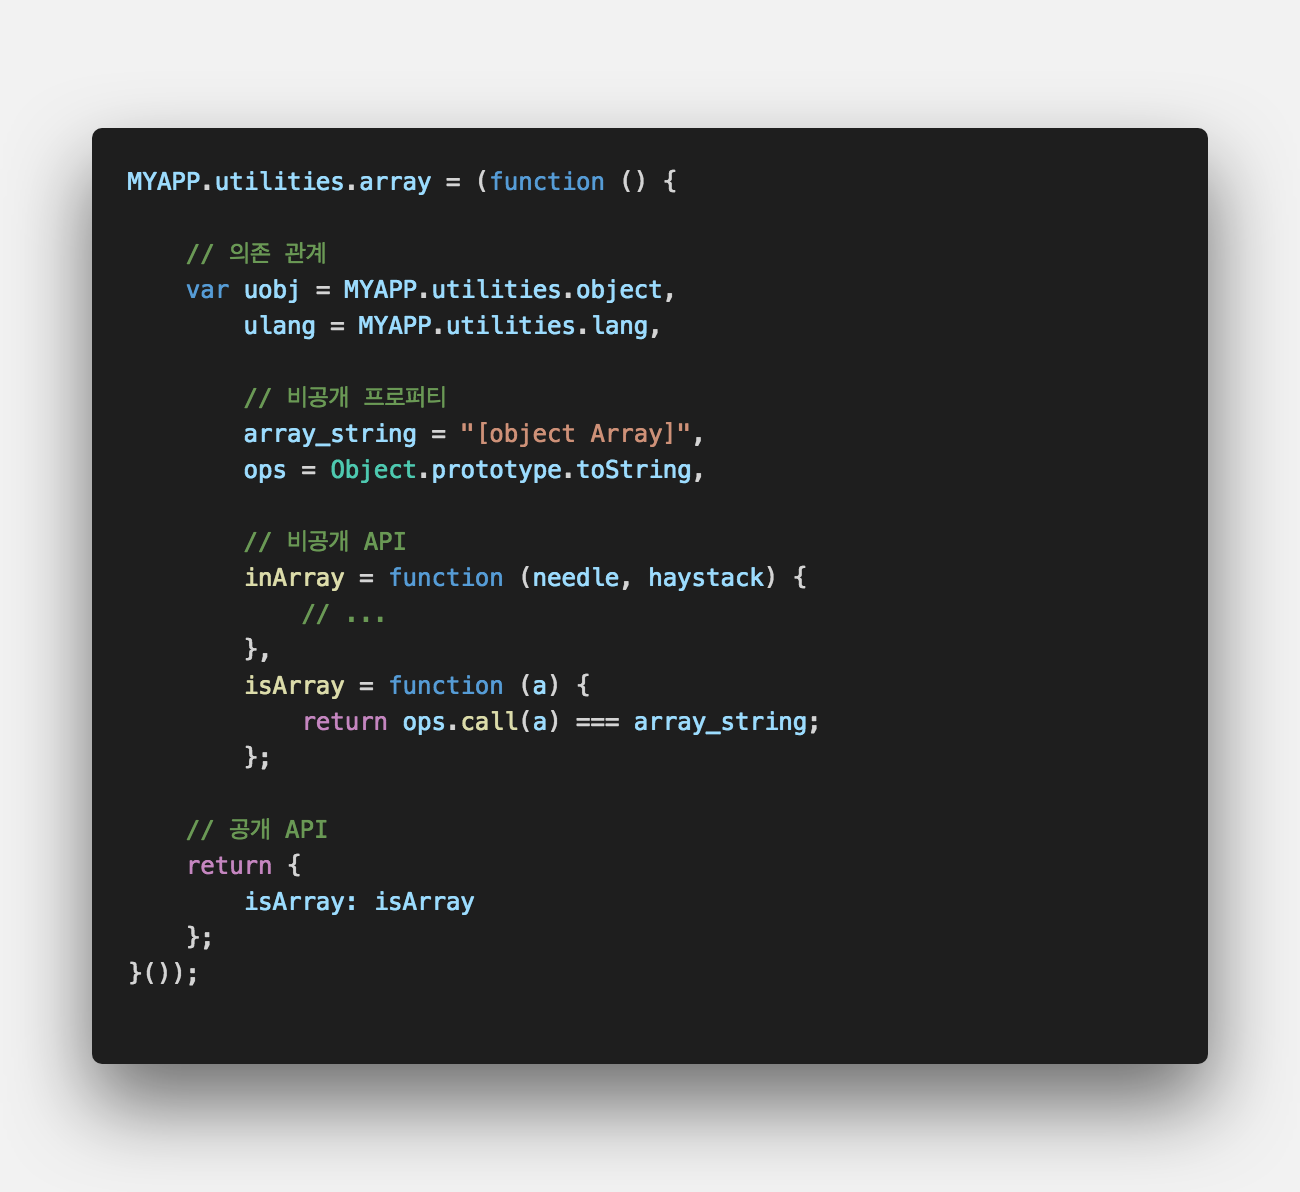 MYAPP.utilities.array = (function () {
// 의존 관계
var uobj = MYAPP.utilities.object,
ulang = MYAPP.utilities.lang,
// 비공개 프로퍼티
array_string = "[object Array]",
ops = Object.prototype.toString,
// 비공개 API
inArray = function (needle, haystack) {
// ...
},
isArray = function (a) {
return ops.call(a) === array_string;
};
// 공개 API
return {
isArray: isArray
};
}());